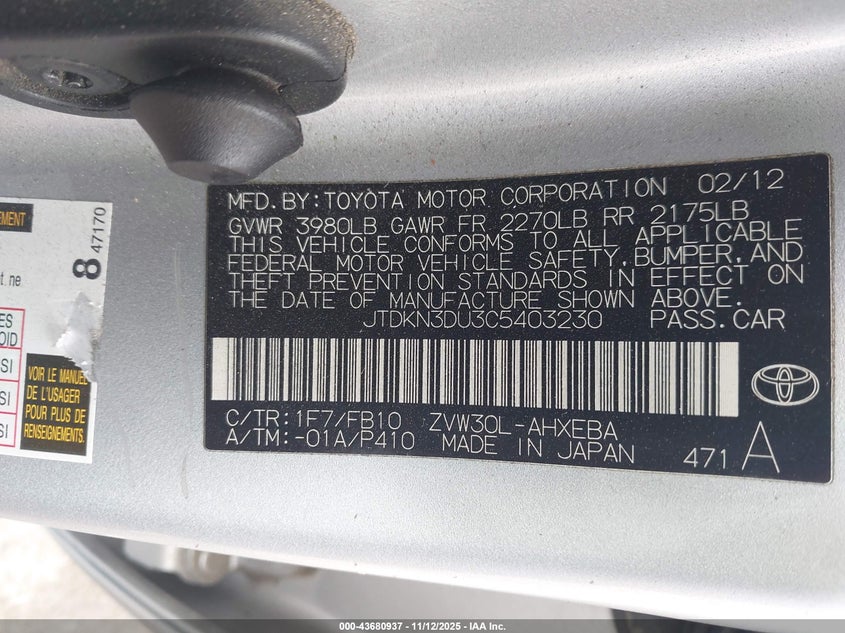 MFD.BY:TOYOTA MOTOR CORPORATION 02/12
GVWR 3980LB GAWR FR 2270LB RR 2175LB
THIS VEHICLE CONFORMS TO ALL APPLICABLE
FEDERAL MOTOR VEHICLE SAFETY,BUMPER,AND
THEFT PREVENTION STANDARDS IN EFFECT ON
THE DATE OF MANUFACTURE SHOWN ABOVE.
JTDKN3DU3C5403230 PASS.CAR
C/TR:1F7/FB10 ZVW30L-AHXEBA
A/TM:-01A/P410 MADE IN JAPAN 471 A
8 47170
VOIR LE MANUEL
DE L'USAGER
POUR PLUS DE
RENSEIGNEMENTS.
000-43680937 - 11/12/2025 - IAA Inc.